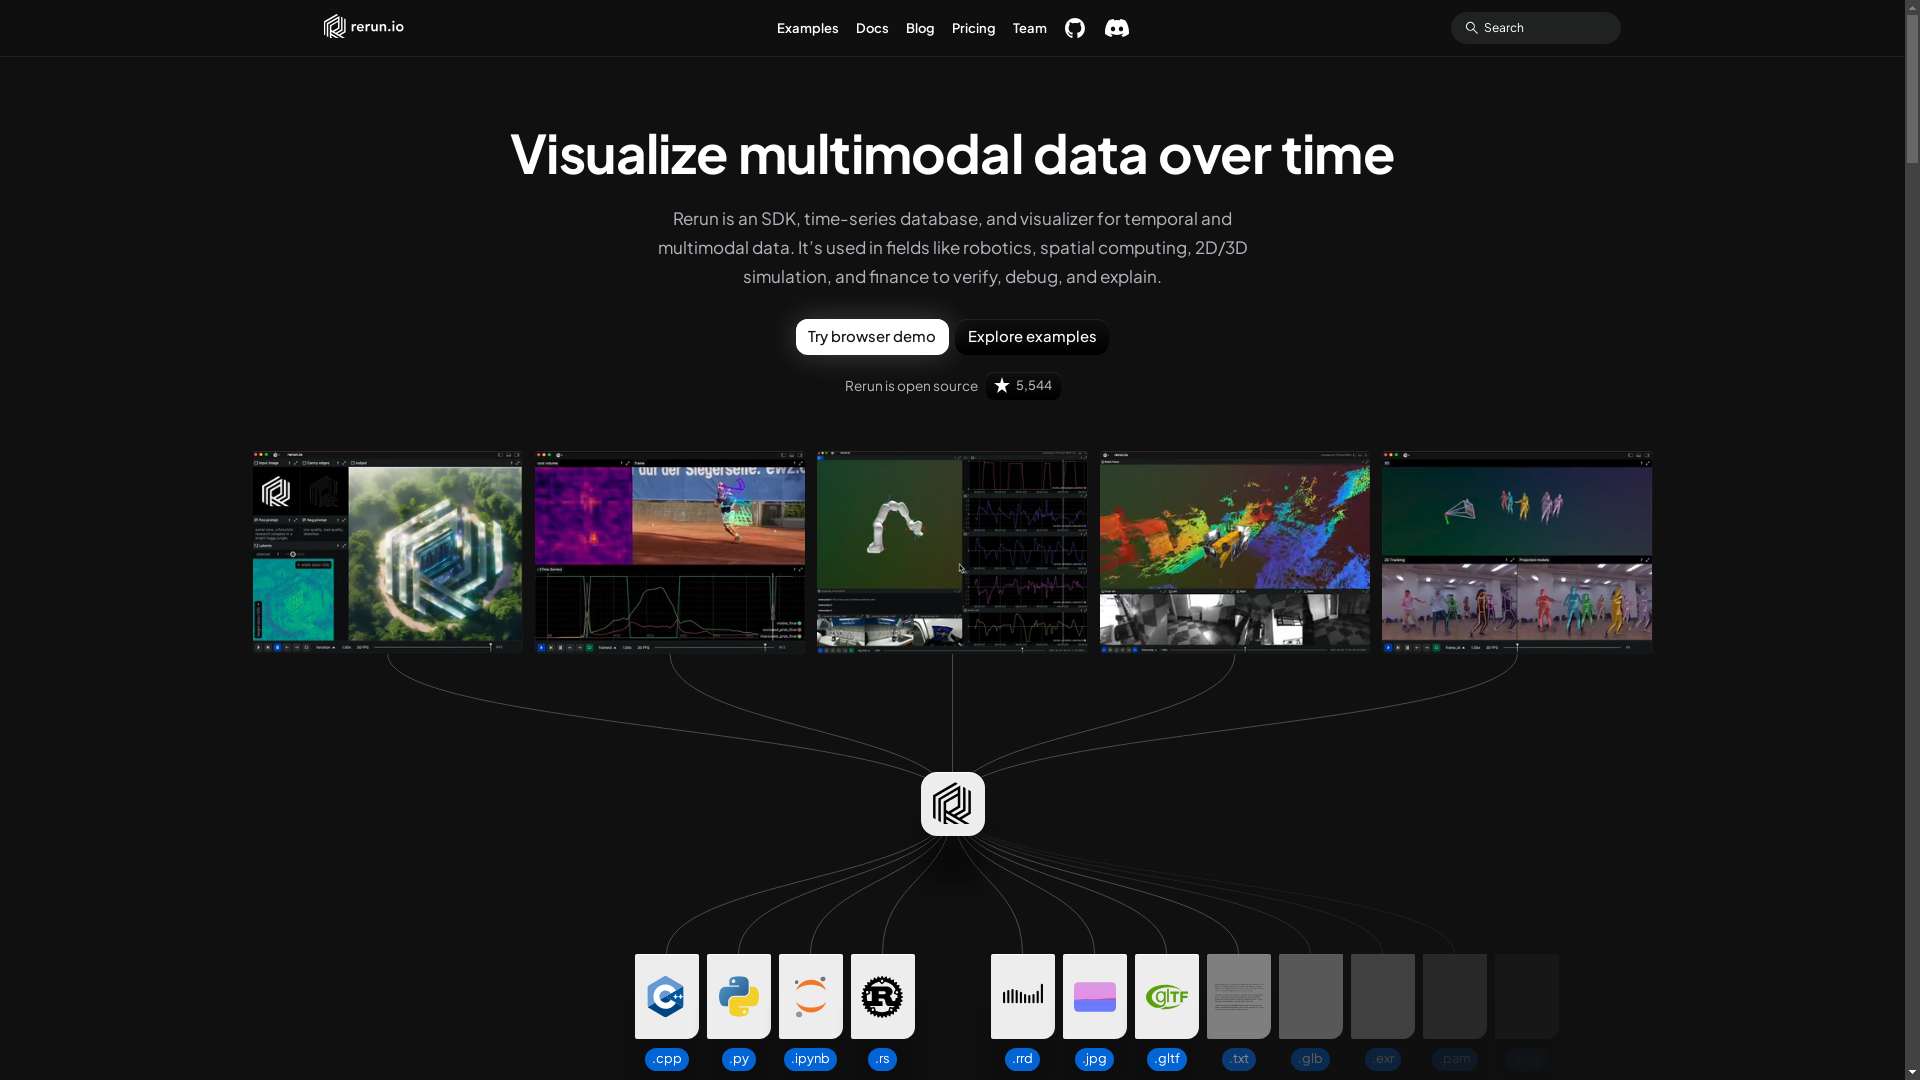 rerun.io
Examples
Docs
Blog
Pricing
Team
Search
Visualize multimodal data over time
Rerun is an SDK, time-series database, and visualizer for temporal and
multimodal data. It's used in fields like robotics, spatial computing, 2D/3D
simulation, and finance to verify, debug, and explain.
Try browser demo
Explore examples
Rerun is open source
5,544
.cpp
.py
.ipynb
.rs
.rrd
.jpg
glTF
.gltf
.txt
.glb
.exr
.pam